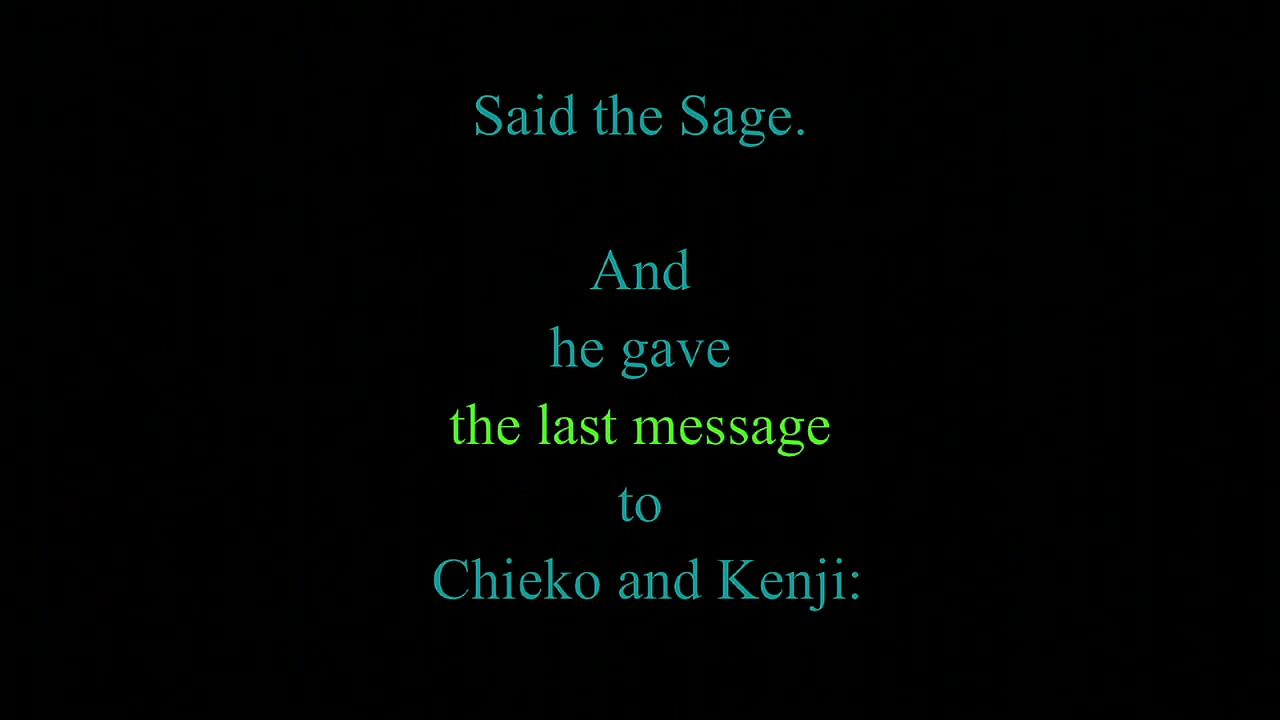 Said the Sage.
And
he gave
the last message
to
Chieko and Kenji: